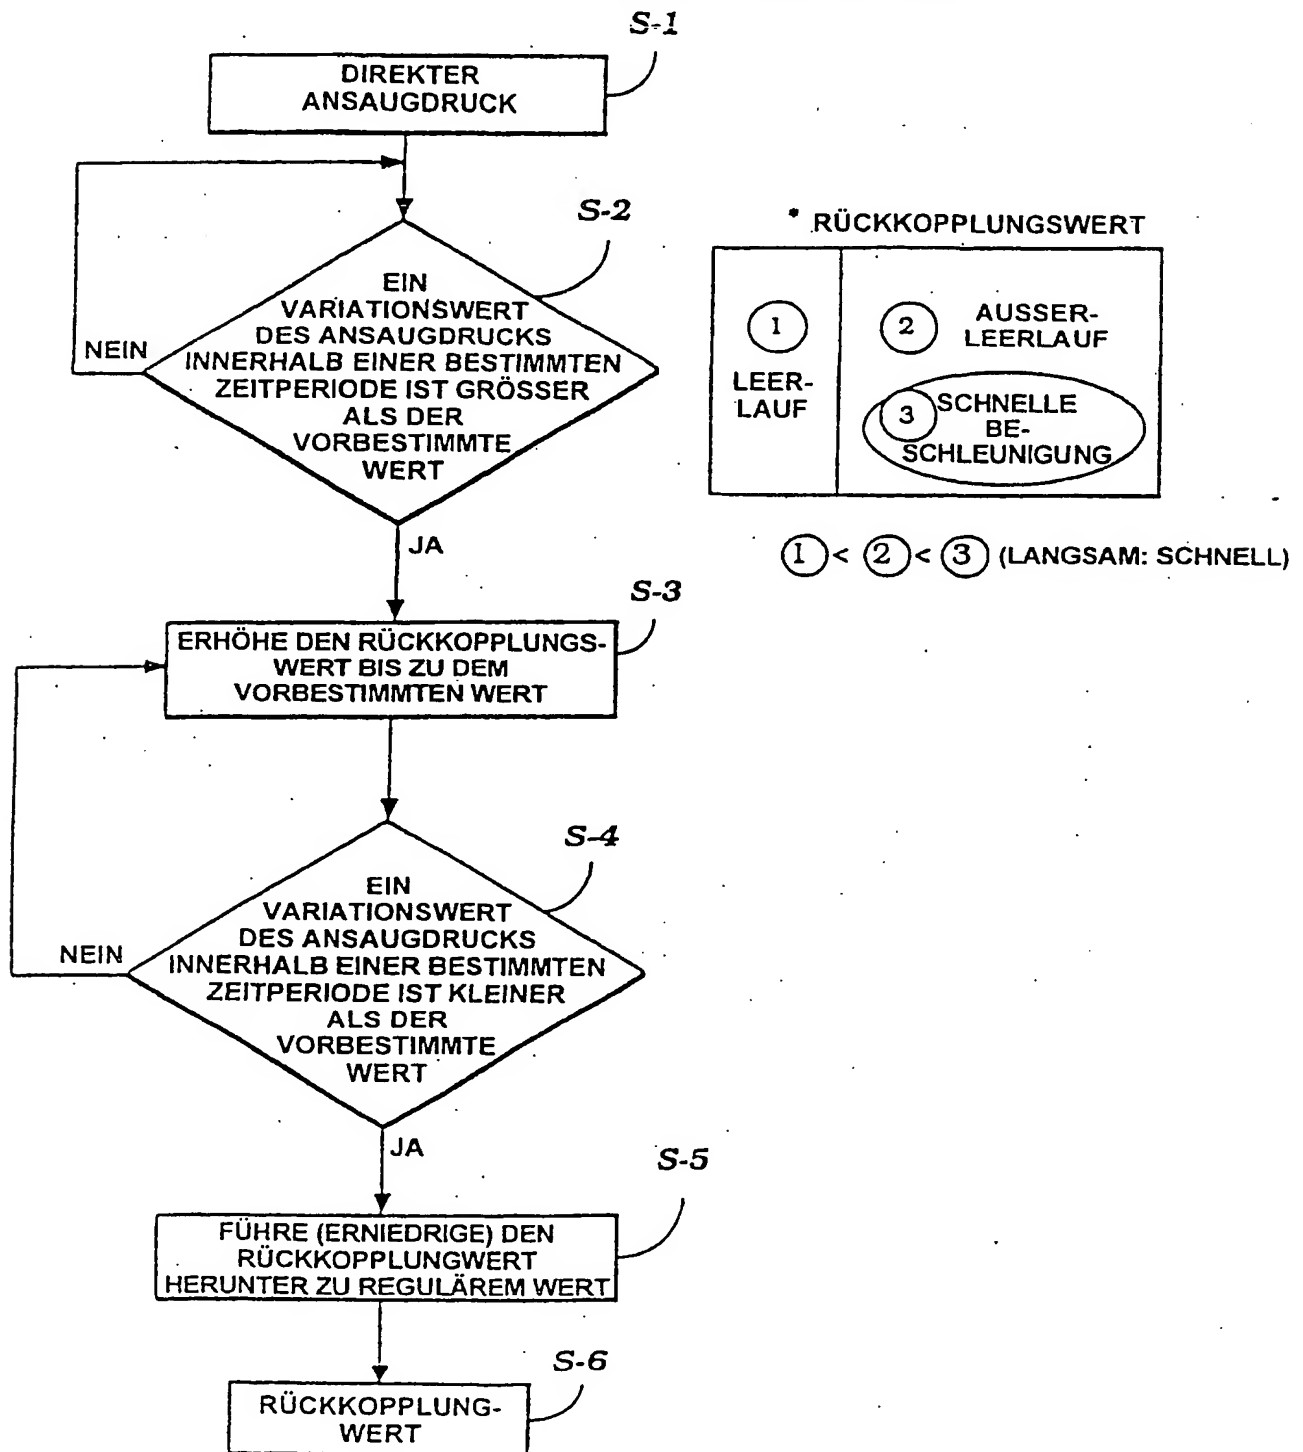 S-1
DIREKTER
ANSAUGDRUCK
S-2
EIN
VARIATIONSWERT
DES ANSAUGDRUCKS
INNERHALB EINER BESTIMMTEN
ZEITPERIODE IST GRÖSSER
ALS DER
VORBESTIMMTE
WERT
NEIN
JA
* RÜCKKOPPLUNGSWERT
1
LEER-
LAUF
2 AUSSER-
LEERLAUF
3 SCHNELLE
BE-
SCHLEUNIGUNG
1 < 2 < 3 (LANGSAM: SCHNELL)
S-3
ERHÖHE DEN RÜCKKOPPLUNGS-
WERT BIS ZU DEM
VORBESTIMMTEN WERT
S-4
EIN
VARIATIONSWERT
DES ANSAUGDRUCKS
INNERHALB EINER BESTIMMTEN
ZEITPERIODE IST KLEINER
ALS DER
VORBESTIMMTE
WERT
NEIN
JA
S-5
FÜHRE (ERNIEDRIGE) DEN
RÜCKKOPPLUNGWERT
HERUNTER ZU REGULÄREM WERT
S-6
RÜCKKOPPLUNG-
WERT